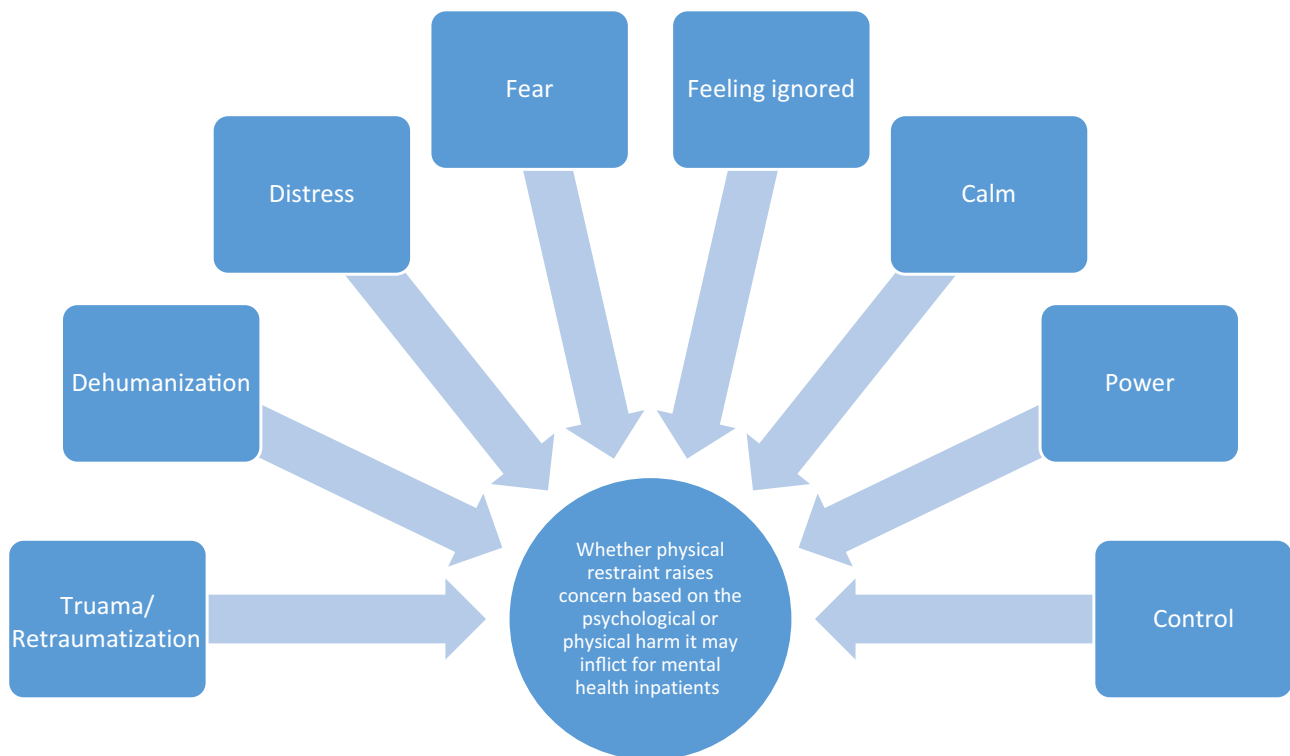 Fear
Feeling ignored
Distress
Calm
Dehumanization
Power
Truama/
Retraumatization
Control
Whether physical
restraint raises
concern based on the
psychological or
physical harm it may
inflict for mental
health inpatients